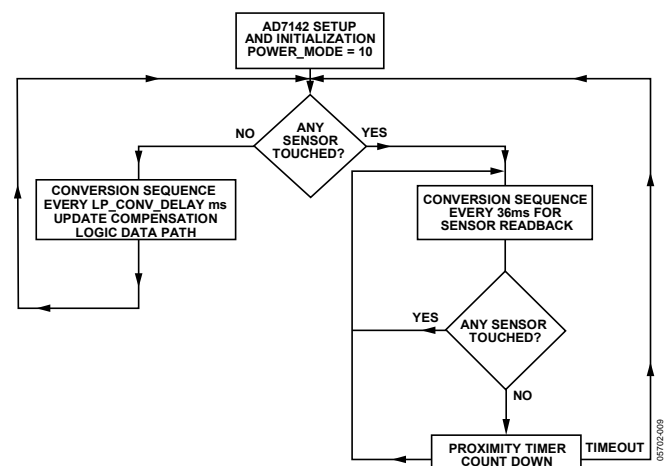 AD7142 SETUP
AND INITIALIZATION
POWER_MODE = 10
NO
ANY
SENSOR
TOUCHED?
YES
CONVERSION SEQUENCE
EVERY LP_CONV_DELAY ms
UPDATE COMPENSATION
LOGIC DATA PATH
CONVERSION SEQUENCE
EVERY 36ms FOR
SENSOR READBACK
YES
ANY SENSOR
TOUCHED?
NO
PROXIMITY TIMER
COUNT DOWN
TIMEOUT
05702-009